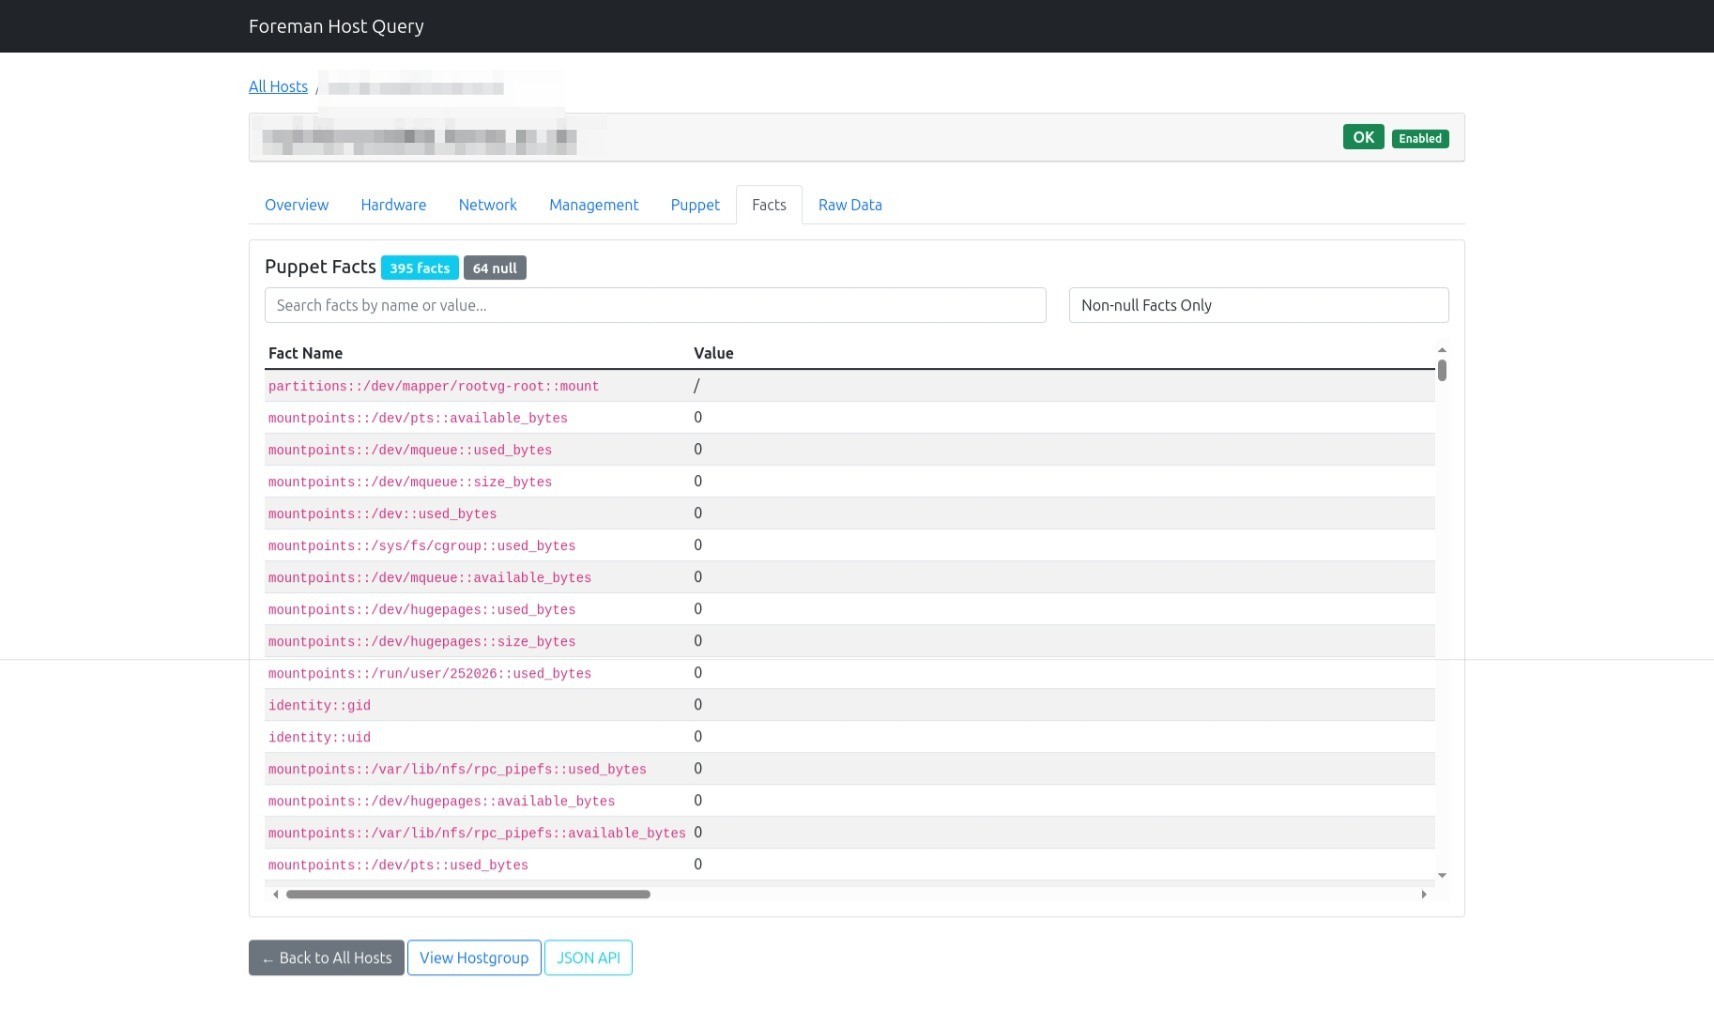 Foreman Host Query
All Hosts /
OK Enabled
Overview Hardware Network Management Puppet Facts Raw Data
Puppet Facts 395 facts 64 null
Search facts by name or value... Non-null Facts Only
Fact Name Value
partitions::/dev/mapper/rootvg-root::mount /
mountpoints::/dev/pts::available_bytes 0
mountpoints::/dev/mqueue::used_bytes 0
mountpoints::/dev/mqueue::size_bytes 0
mountpoints::/dev::used_bytes 0
mountpoints::/sys/fs/cgroup::used_bytes 0
mountpoints::/dev/mqueue::available_bytes 0
mountpoints::/dev/hugepages::used_bytes 0
mountpoints::/dev/hugepages::size_bytes 0
mountpoints::/run/user/252026::used_bytes 0
identity::gid 0
identity::uid 0
mountpoints::/var/lib/nfs/rpc_pipefs::used_bytes 0
mountpoints::/dev/hugepages::available_bytes 0
mountpoints::/var/lib/nfs/rpc_pipefs::available_bytes 0
mountpoints::/dev/pts::used_bytes 0
← Back to All Hosts View Hostgroup JSON API